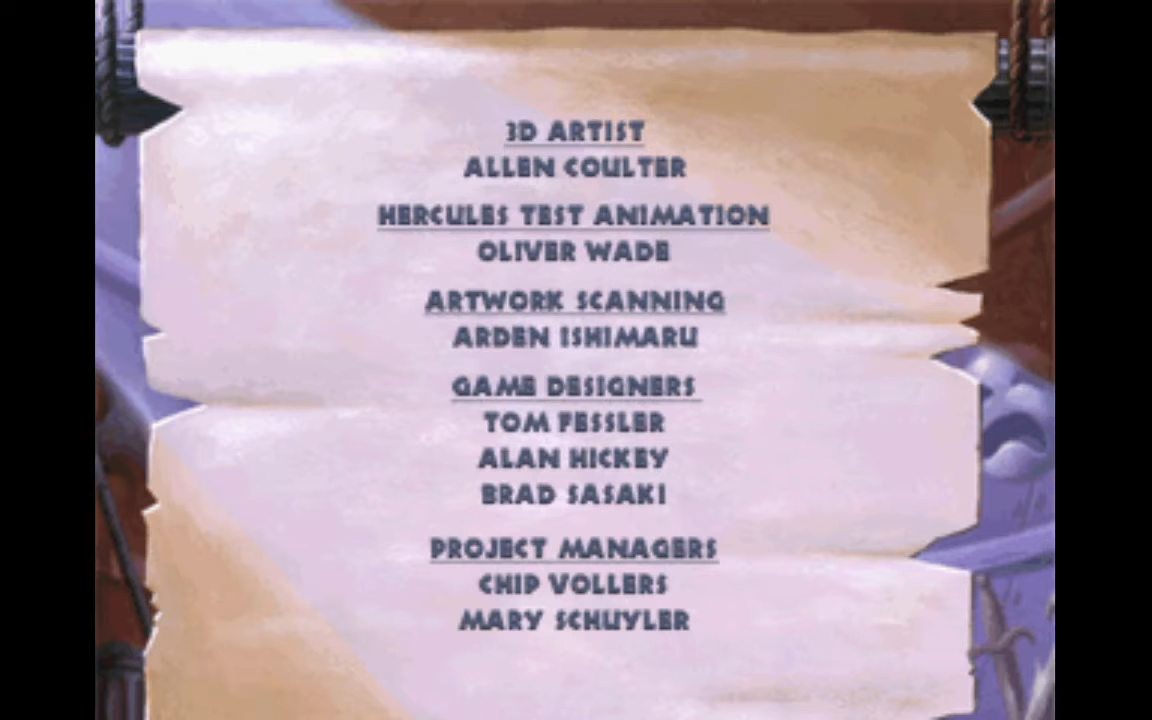 3D ARTIST
ALLEN COULTER
HERCULES TEST ANIMATION
OLIVER WADE
ARTWORK SCANNING
ARDEN ISHIMARU
GAME DESIGNERS
TOM FESSLER
ALAN HICKEY
BRAD SASAKI
PROJECT MANAGERS
CHIP VOLLERS
MARY SCHUYLER